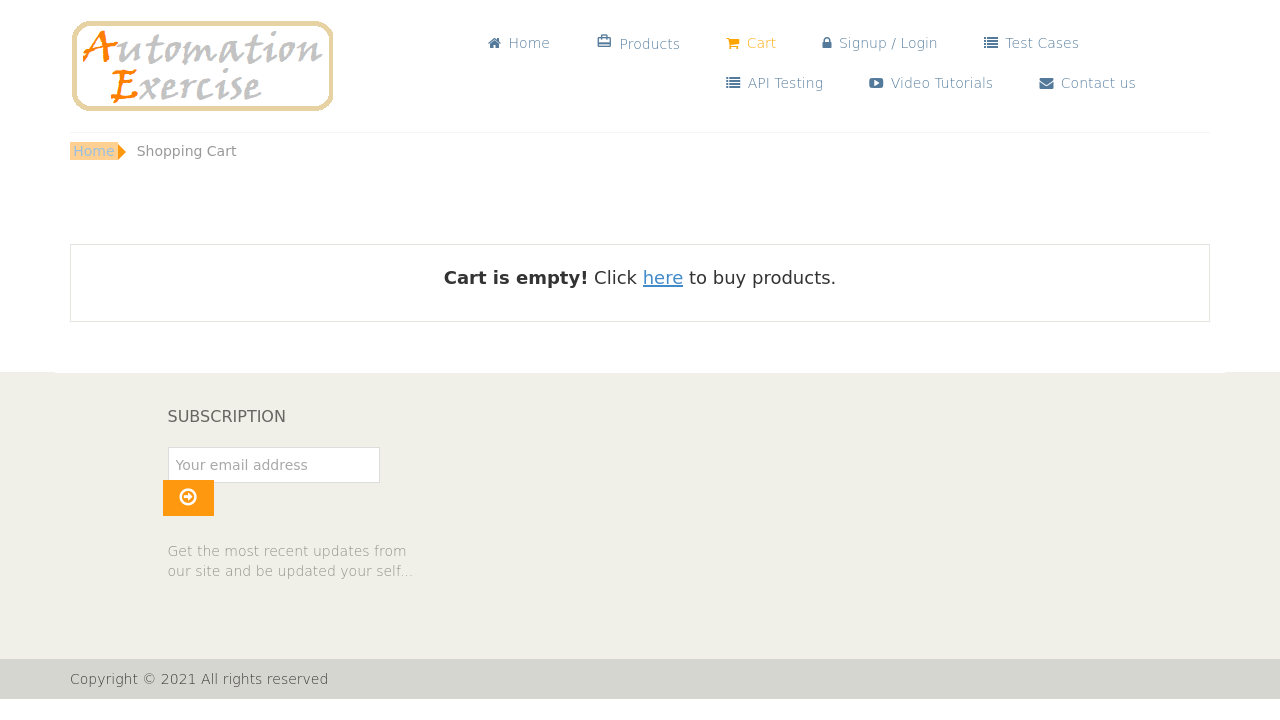 Automation
Exercise
Home
Products
Cart
Signup / Login
Test Cases
API Testing
Video Tutorials
Contact us
Home
Shopping Cart
Cart is empty! Click here to buy products.
SUBSCRIPTION
Your email address
Get the most recent updates from
our site and be updated your self...
Copyright © 2021 All rights reserved